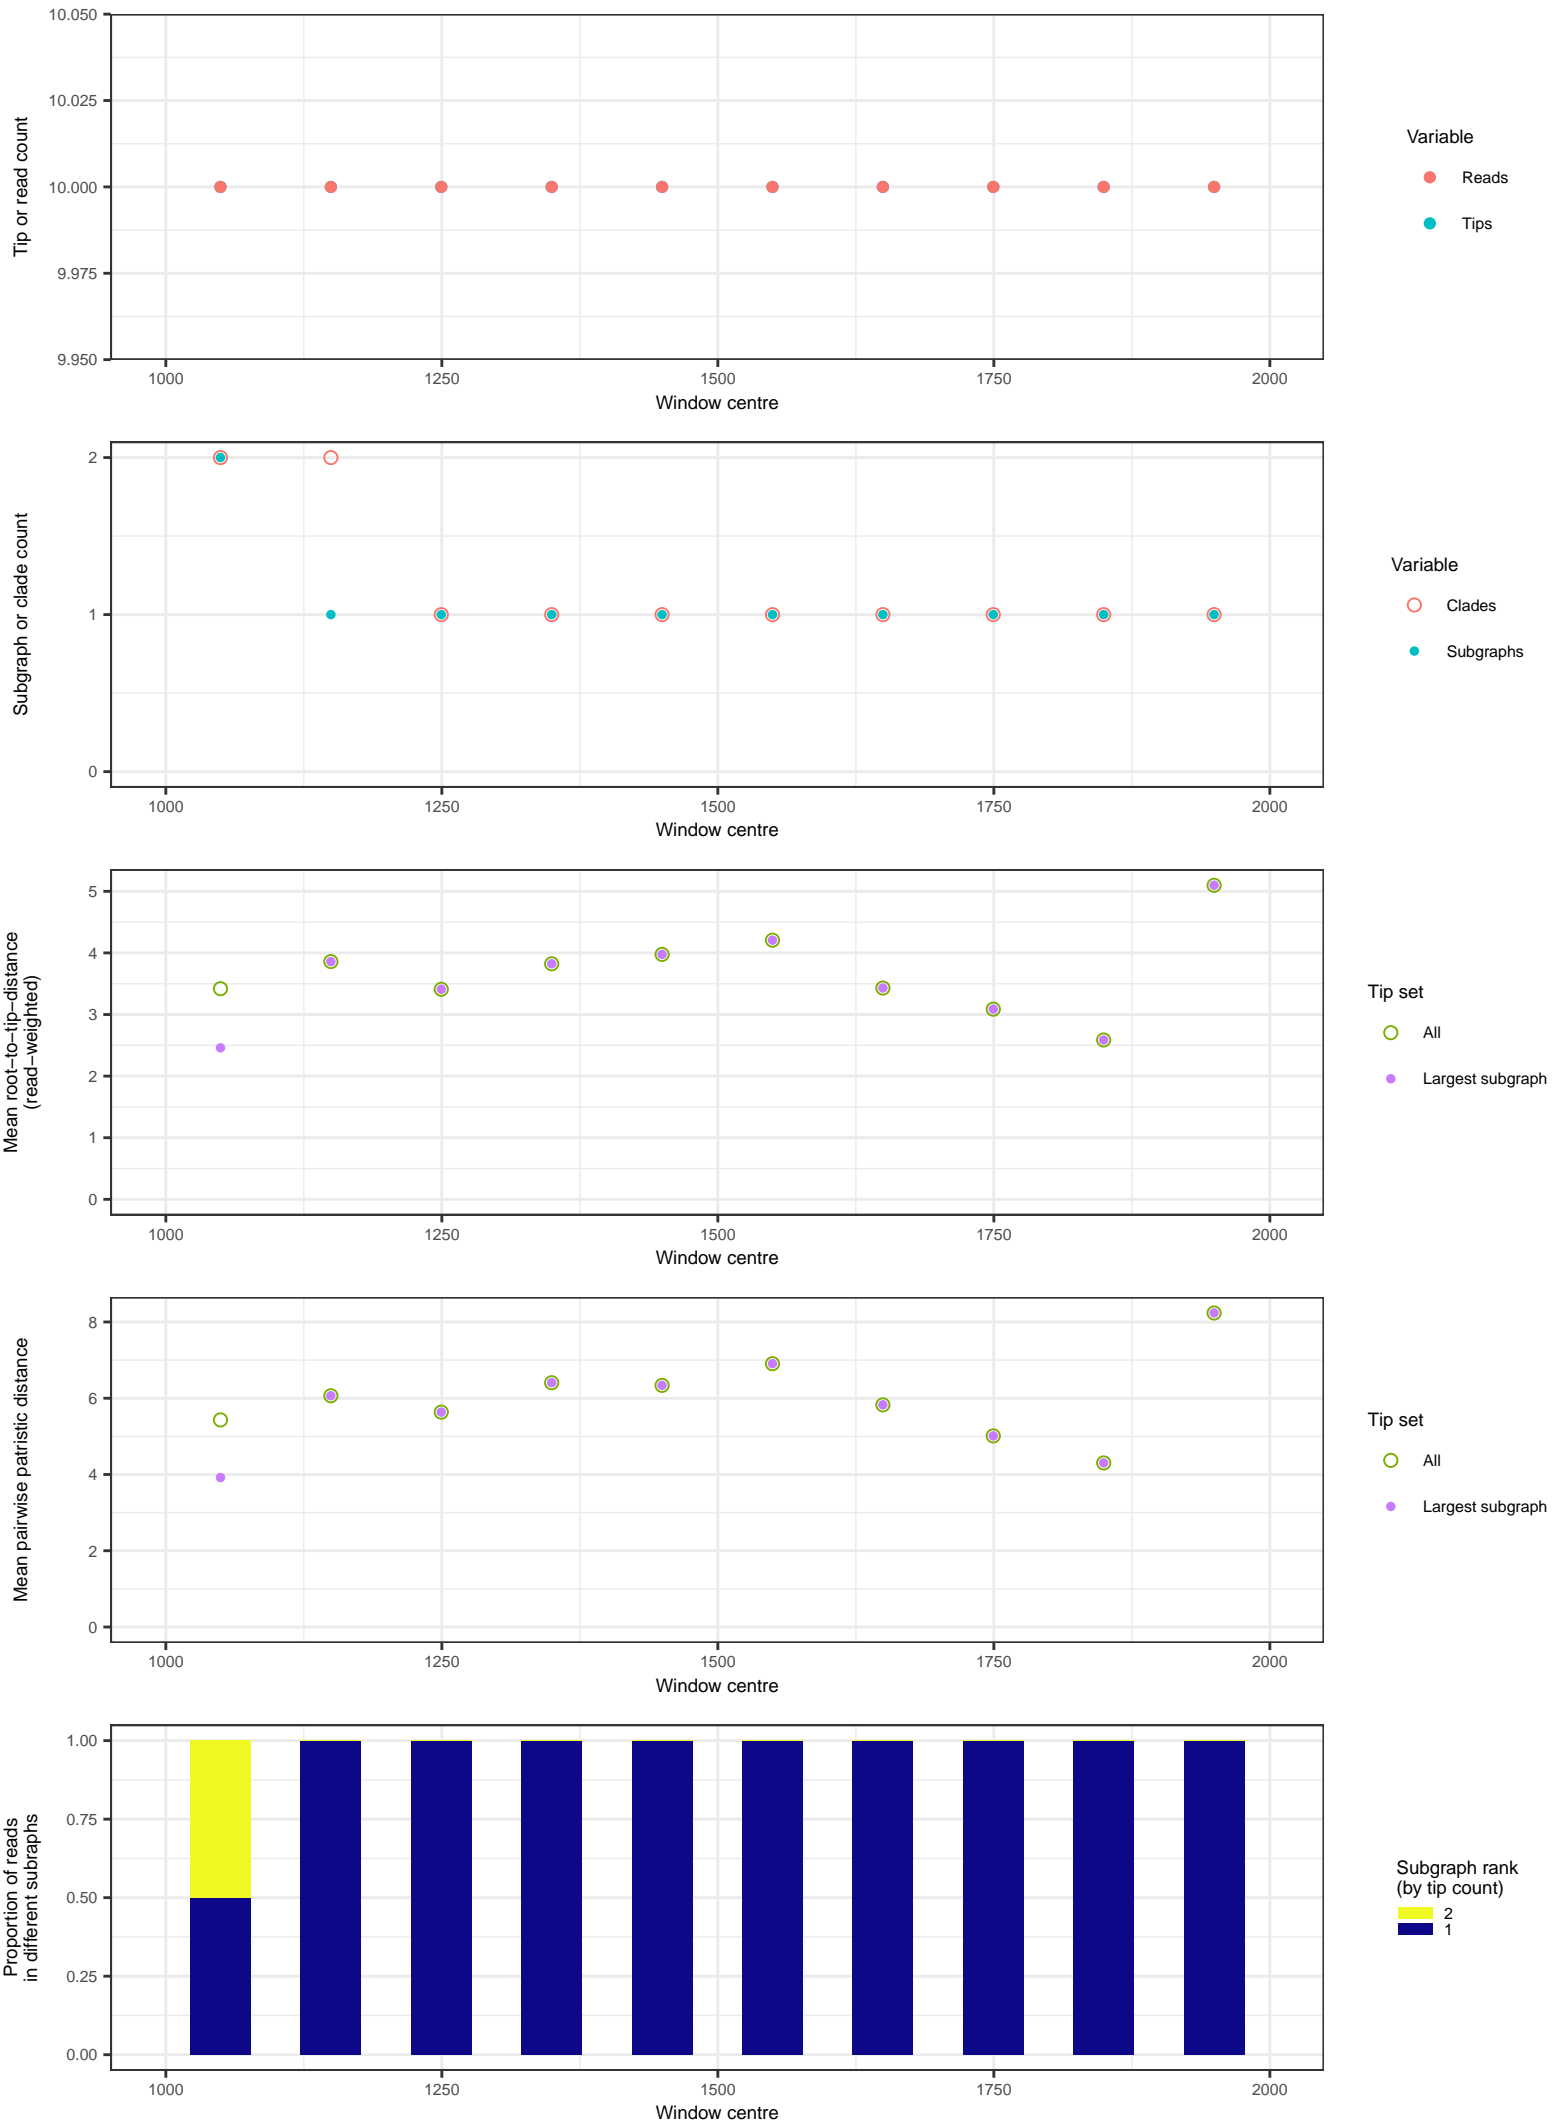 10.050
10.025
10.000
9.975
9.950
Tip or read count
1000 1250 1500 1750 2000
Window centre
Variable
Reads
Tips
2
1
0
Subgraph or clade count
1000 1250 1500 1750 2000
Window centre
Variable
Clades
Subgraphs
5
4
3
2
1
0
Mean root−to−tip−distance
(read−weighted)
1000 1250 1500 1750 2000
Window centre
Tip set
All
Largest subgraph
8
6
4
2
0
Mean pairwise patristic distance
1000 1250 1500 1750 2000
Window centre
Tip set
All
Largest subgraph
1.00
0.75
0.50
0.25
0.00
Proportion of reads
in different subraphs
1000 1250 1500 1750 2000
Window centre
Subgraph rank
(by tip count)
2
1